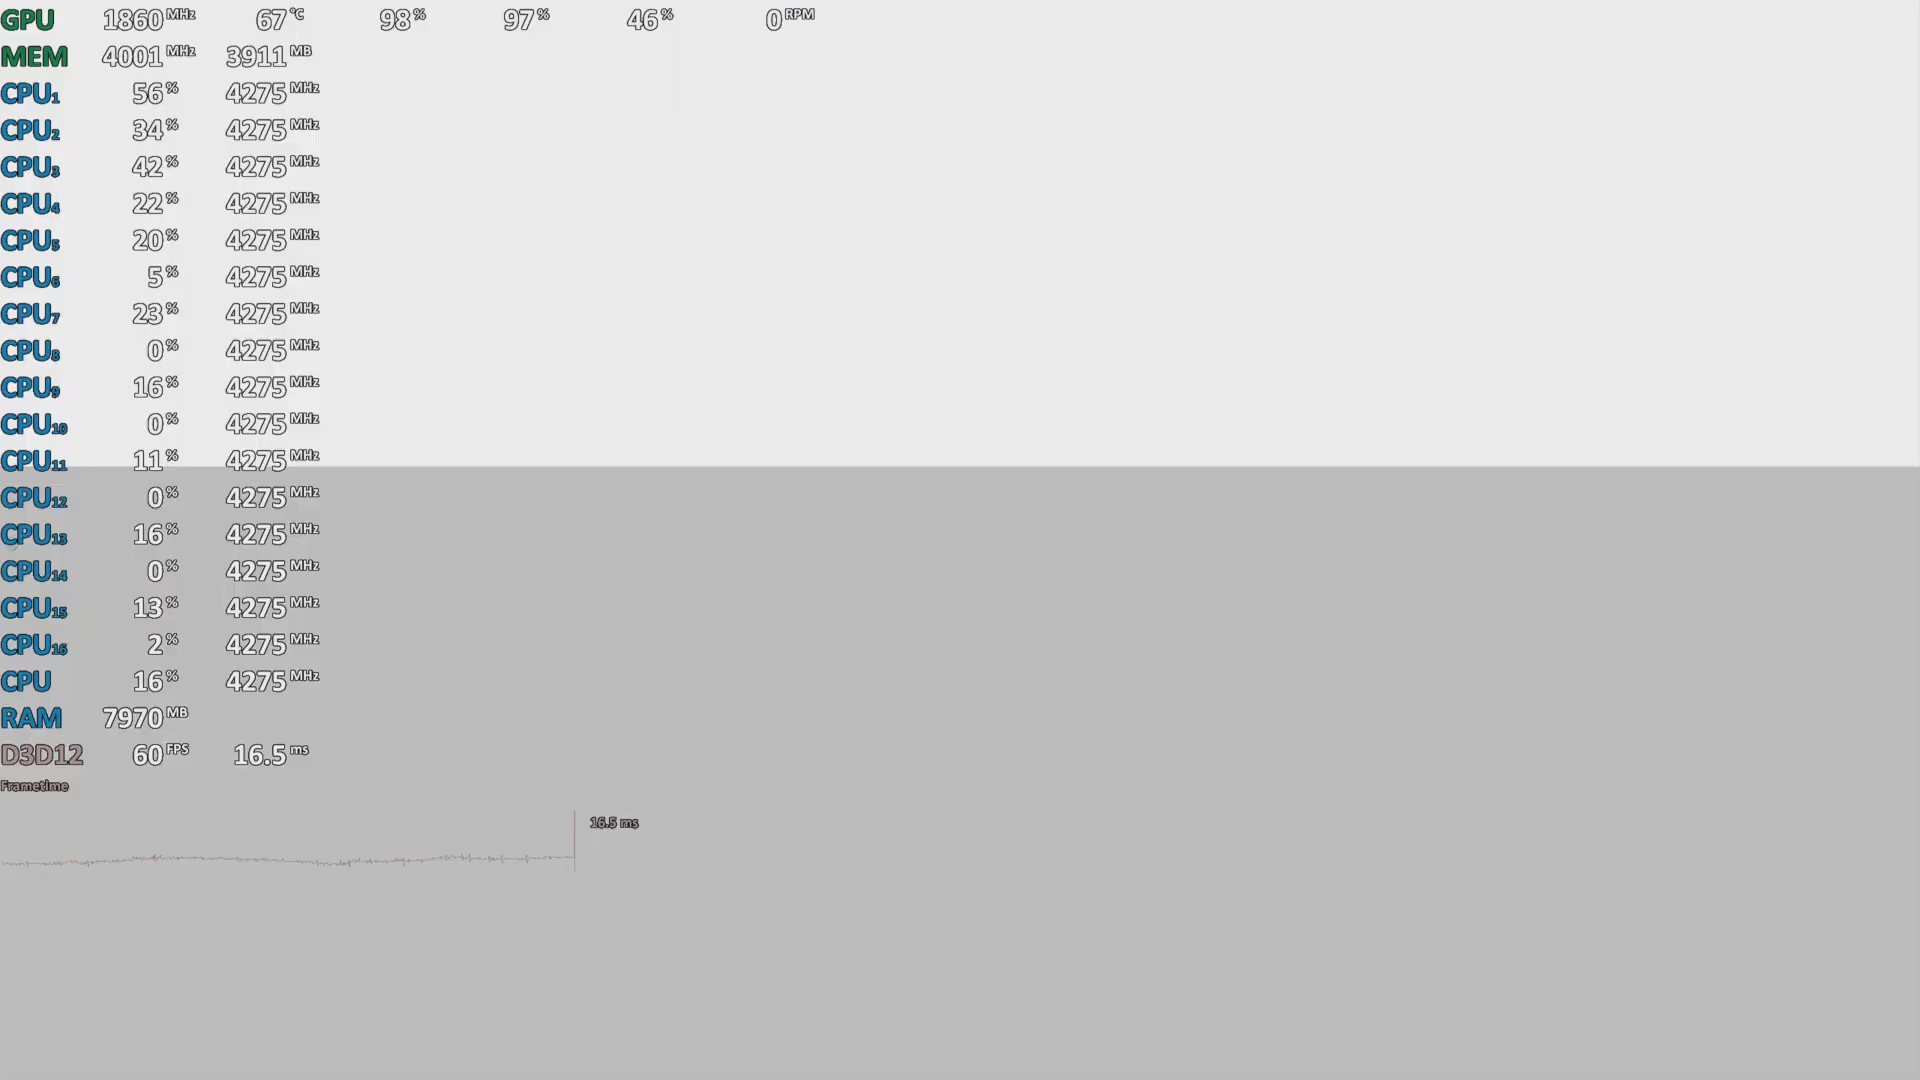 GPU 1860 MHz 67 °C 98 % 97 % 46 % 0 RPM
MEM 4001 MHz 3911 MB
CPU1 56 % 4275 MHz
CPU2 34 % 4275 MHz
CPU3 42 % 4275 MHz
CPU4 22 % 4275 MHz
CPU5 20 % 4275 MHz
CPU6 5 % 4275 MHz
CPU7 23 % 4275 MHz
CPU8 0 % 4275 MHz
CPU9 16 % 4275 MHz
CPU10 0 % 4275 MHz
CPU11 11 % 4275 MHz
CPU12 0 % 4275 MHz
CPU13 16 % 4275 MHz
CPU14 0 % 4275 MHz
CPU15 13 % 4275 MHz
CPU16 2 % 4275 MHz
CPU 16 % 4275 MHz
RAM 7970 MB
D3D12 60 FPS 16.5 ms
Frametime
16.5 ms